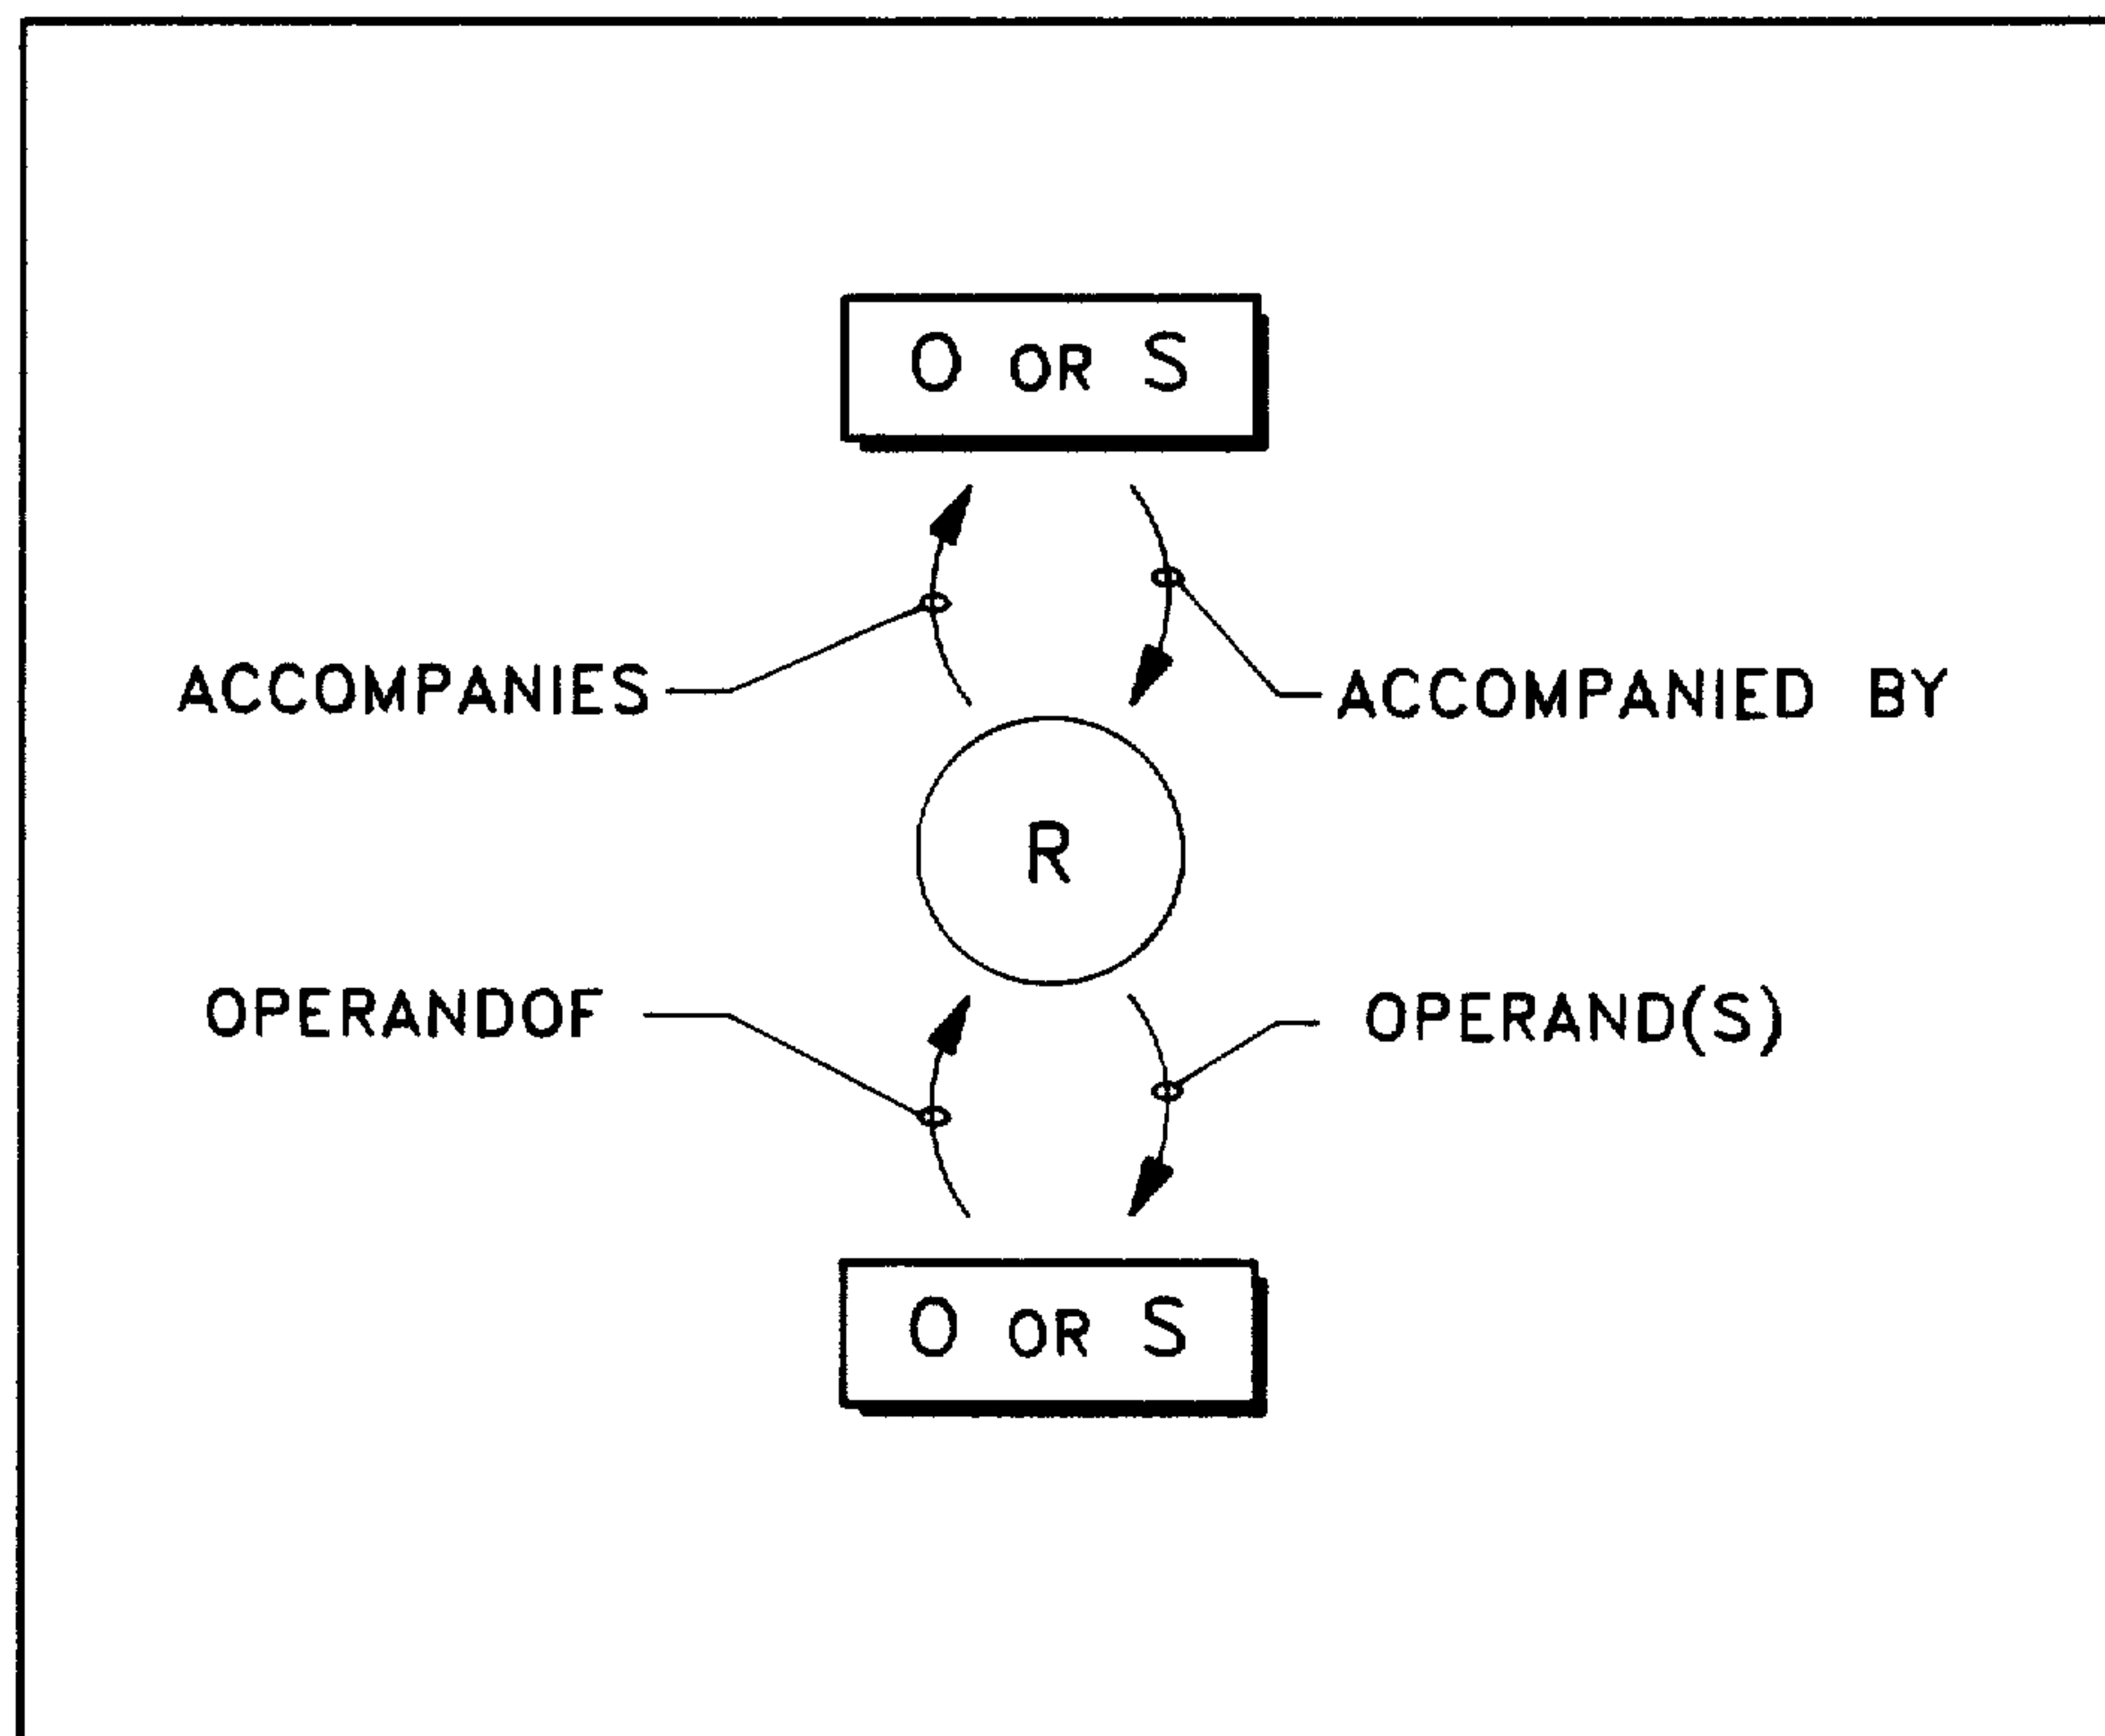 O OR S
ACCOMPANIES
ACCOMPANIED BY
R
OPERANDOF
OPERAND(S)
O OR S